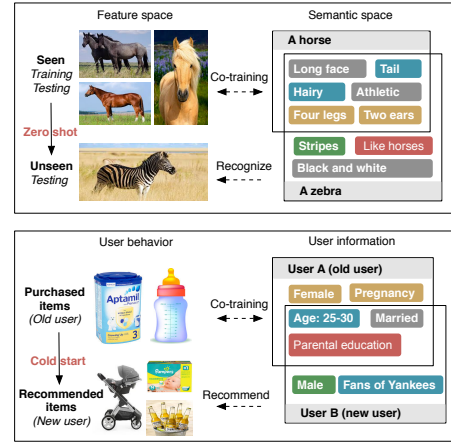 Feature space
Semantic space
Seen
Training
Testing
Zero shot
Unseen
Testing
Co-training
Recognize
A horse
Long face
Tail
Hairy
Athletic
Four legs
Two ears
Stripes
Like horses
Black and white
A zebra
User behavior
User information
Purchased
items
(Old user)
Cold start
Recommended
items
(New user)
Aptamil
3
Pampers
Co-training
Recommend
User A (old user)
Female
Pregnancy
Age: 25-30
Married
Parental education
Male
Fans of Yankees
User B (new user)